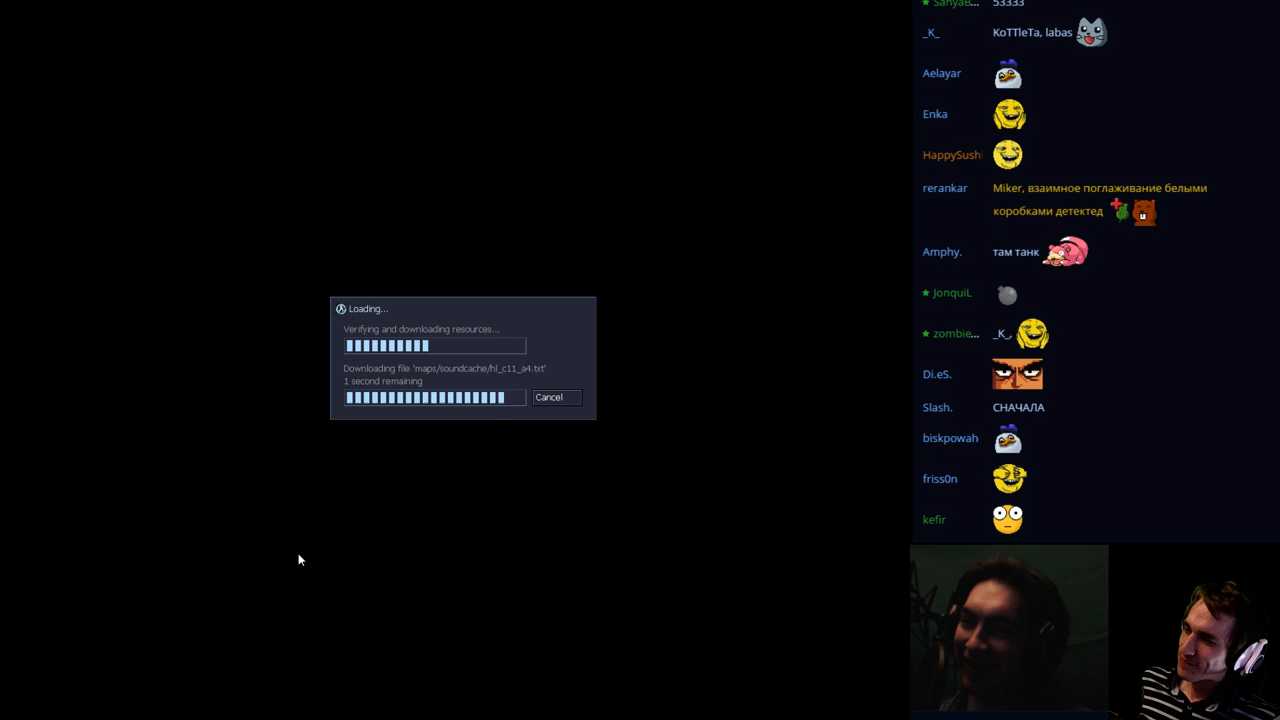 Loading...
Verifying and downloading resources...
Downloading file 'maps/soundcache/hl_c11_a4.txt'
1 second remaining
Cancel
SanyaB... 53333
_K_ KoTTleTa, labas
Aelayar
Enka
HappySushi
rerankar Miker, взаимное поглаживание белыми
коробками детектед
Amphy. там танк
JonquiL
zombie... _K_,
Di.eS.
Slash. СНАЧАЛА
biskpowah
friss0n
kefir